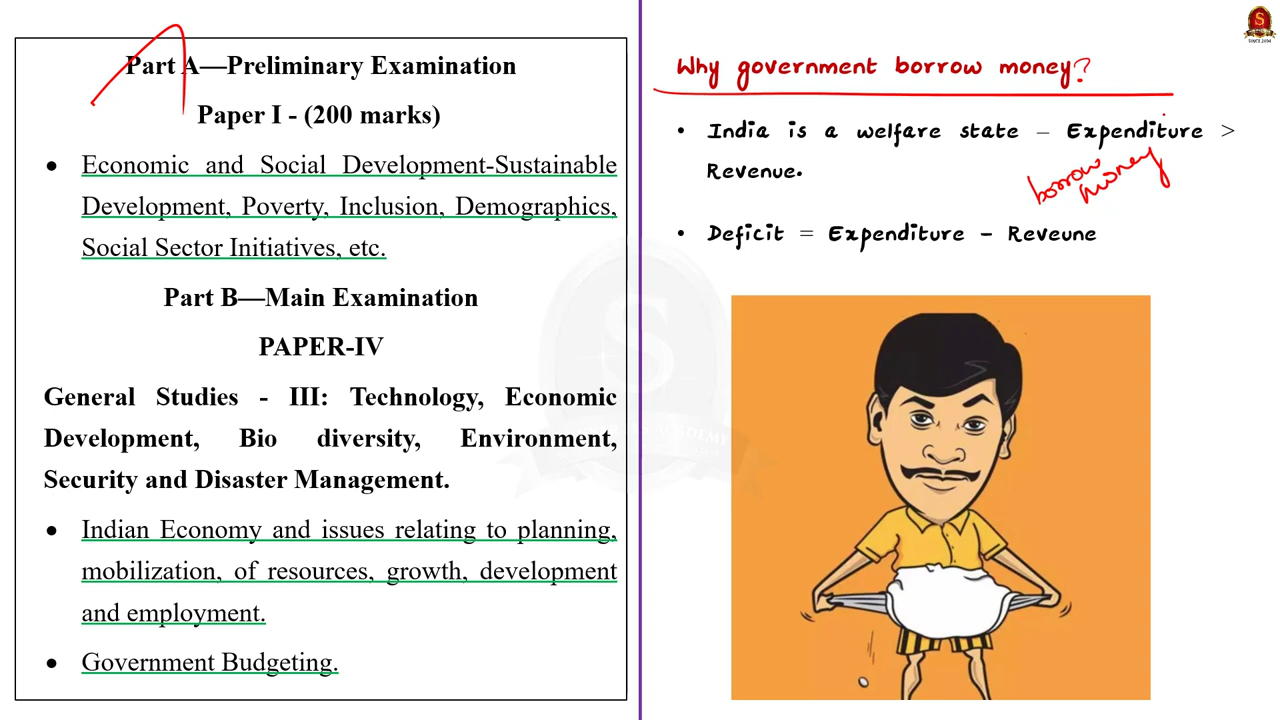 Part A—Preliminary Examination
Paper I - (200 marks)
• Economic and Social Development-Sustainable
Development, Poverty, Inclusion, Demographics,
Social Sector Initiatives, etc.
Part B—Main Examination
PAPER-IV
General Studies - III: Technology, Economic
Development, Bio diversity, Environment,
Security and Disaster Management.
• Indian Economy and issues relating to planning,
mobilization, of resources, growth, development
and employment.
• Government Budgeting.
S
SINCE 2004
Why government borrow money?
• India is a welfare state – Expenditure >
Revenue.
borrow
money
• Deficit = Expenditure - Reveune